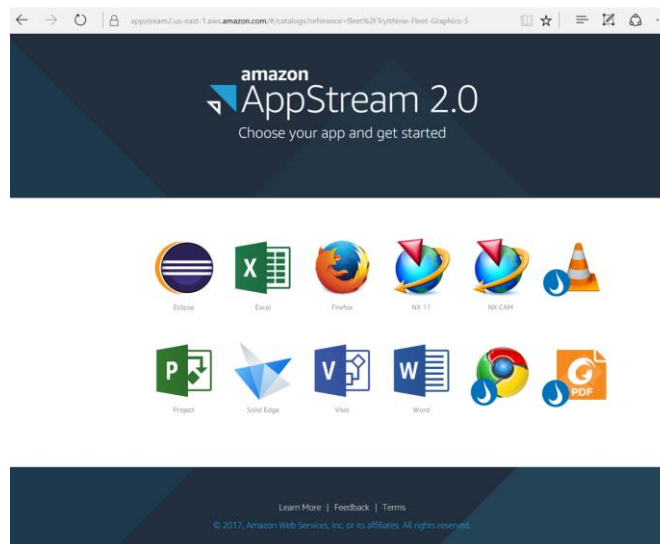 appstream2.us-east-1.aws.amazon.com/#/catalogs?reference=fleet%2FTryItNow-Fleet-Graphics-5
amazon
AppStream 2.0
Choose your app and get started
Eclipse
Excel
Firefox
NX 11
NX CAM
Project
Solid Edge
Visio
Word
PDF
Learn More | Feedback | Terms
© 2017, Amazon Web Services, Inc. or its affiliates. All rights reserved.